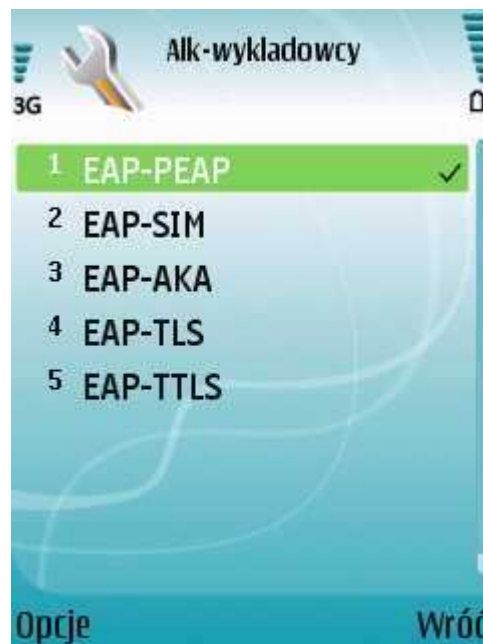 Alk-wykladowcy
3G
1 EAP-PEAP
2 EAP-SIM
3 EAP-AKA
4 EAP-TLS
5 EAP-TTLS
Opcje Wróć